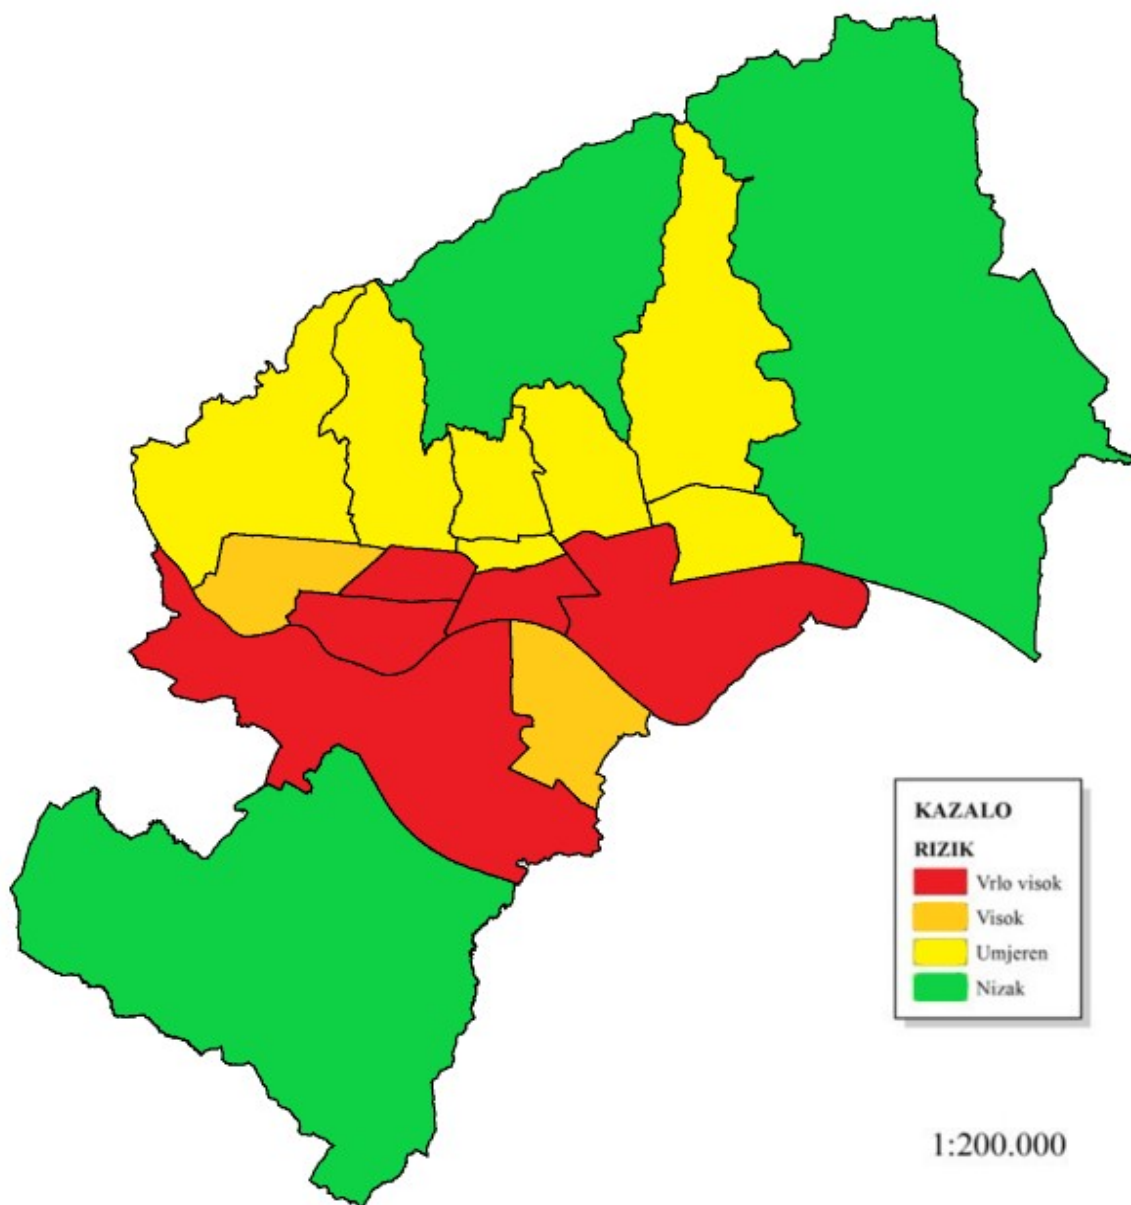 KAZALO
RIZIK
Vrlo visok
Visok
Umjeren
Nizak
1:200.000